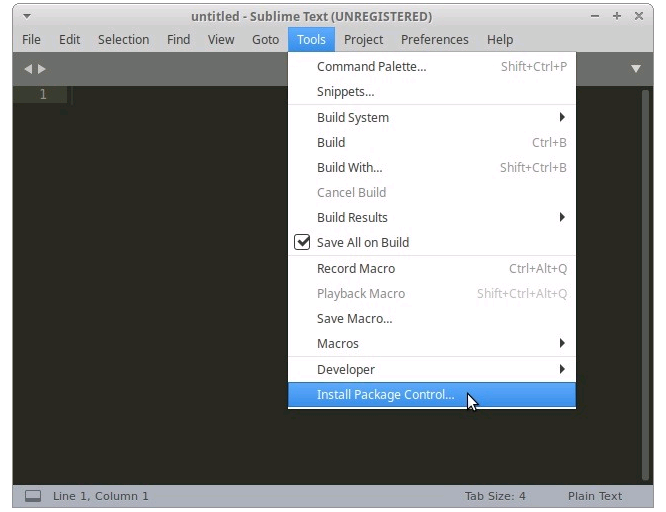 untitled - Sublime Text (UNREGISTERED)
File Edit Selection Find View Goto Tools Project Preferences Help
Command Palette... Shift+Ctrl+P
Snippets...
1
Build System
Build Ctrl+B
Build With... Shift+Ctrl+B
Cancel Build
Build Results
Save All on Build
Record Macro Ctrl+Alt+Q
Playback Macro Shift+Ctrl+Alt+Q
Save Macro...
Macros
Developer
Install Package Control...
Line 1, Column 1 Tab Size: 4 Plain Text